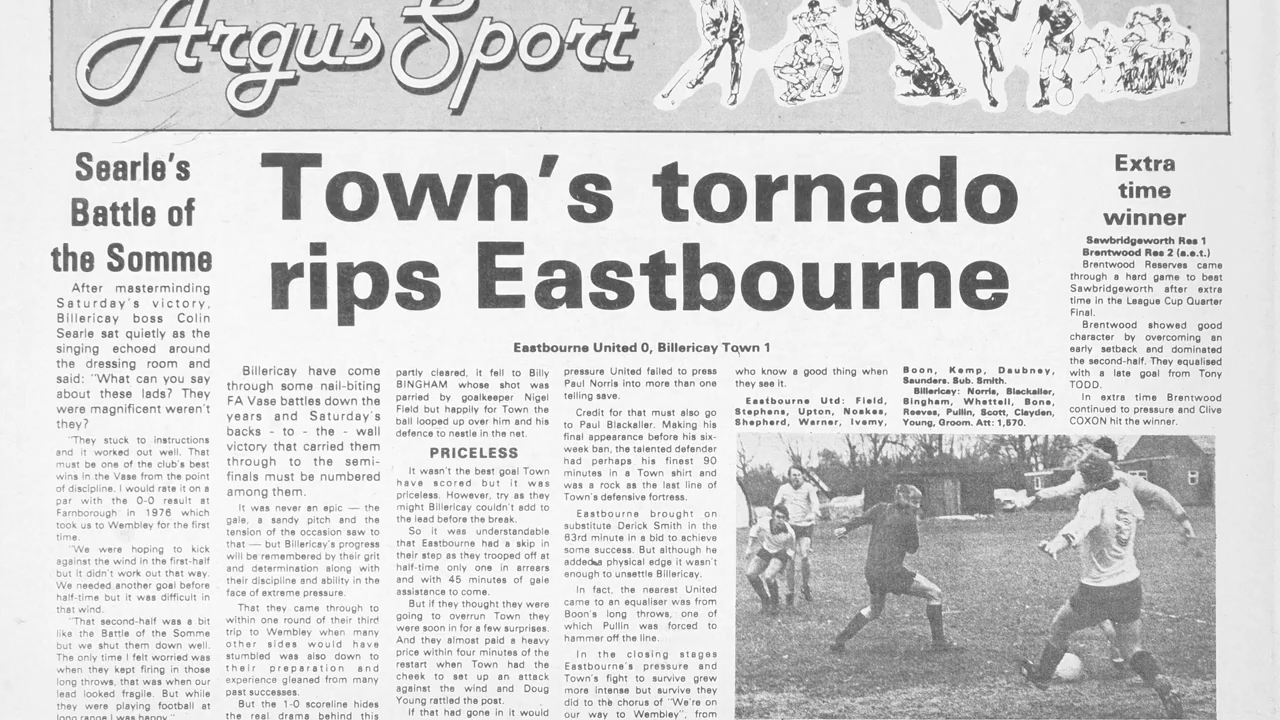 Argus Sport
Searle's
Battle of
the Somme
After masterminding
Saturday's victory,
Billericay boss Colin
Searle sat quietly as the
singing echoed around
the dressing room and
said: "What can you say
about these lads? They
were magnificent weren't
they?
"They stuck to instructions
and it worked out well. That
must be one of the club's best
wins in the Vase from the point
of discipline. I would rate it on a
par with the 0-0 result at
Farnborough in 1976 which
took us to Wembley for the first
time.
"We were hoping to kick
against the wind in the first-half
but it didn't work out that way.
We needed another goal before
half-time but it was difficult in
that wind.
"That second-half was a bit
like the Battle of the Somme
but we shut them down well.
The only time I felt worried was
when they kept firing in those
long throws, that was when our
lead looked fragile. But while
they were playing football at
long range I was happy."
Town's tornado
rips Eastbourne
Eastbourne United 0, Billericay Town 1
Billericay have come
through some nail-biting
FA Vase battles down the
years and Saturday's
backs - to - the - wall
victory that carried them
through to the semi-
finals must be numbered
among them.
It was never an epic — the
gale, a sandy pitch and the
tension of the occasion saw to
that — but Billericay's progress
will be remembered by their grit
and determination along with
their discipline and ability in the
face of extreme pressure.
That they came through to
within one round of their third
trip to Wembley when many
other sides would have
stumbled was also down to
their preparation and
experience gleaned from many
past successes.
But the 1-0 scoreline hides
the real drama behind this
partly cleared, it fell to Billy
BINGHAM whose shot was
parried by goalkeeper Nigel
Field but happily for Town the
ball looped up over him and his
defence to nestle in the net.
PRICELESS
It wasn't the best goal Town
have scored but it was
priceless. However, try as they
might Billericay couldn't add to
the lead before the break.
So it was understandable
that Eastbourne had a skip in
their step as they trooped off at
half-time only one in arrears
and with 45 minutes of gale
assistance to come.
But if they thought they were
going to overrun Town they
were soon in for a few surprises.
And they almost paid a heavy
price within four minutes of the
restart when Town had the
cheek to set up an attack
against the wind and Doug
Young rattled the post.
If that had gone in it would
pressure United failed to press
Paul Norris into more than one
telling save.
Credit for that must also go
to Paul Blackaller. Making his
final appearance before his six-
week ban, the talented defender
had perhaps his finest 90
minutes in a Town shirt and
was a rock as the last line of
Town's defensive fortress.
Eastbourne brought on
substitute Derick Smith in the
63rd minute in a bid to achieve
some success. But although he
added a physical edge it wasn't
enough to unsettle Billericay.
In fact, the nearest United
came to an equaliser was from
Boon's long throws, one of
which Pullin was forced to
hammer off the line.
In the closing stages
Eastbourne's pressure and
Town's fight to survive grew
more intense but survive they
did to the chorus of "We're on
our way to Wembley", from
who know a good thing when
they see it.
Eastbourne Utd: Field,
Stephens, Upton, Noakes,
Shepherd, Warner, Ivemy,
Boon, Kemp, Daubney,
Saunders. Sub. Smith.
Billericay: Norris, Blackaller,
Bingham, Whettell, Bone,
Reeves, Pullin, Scott, Clayden,
Young, Groom. Att: 1,570.
Extra
time
winner
Sawbridgeworth Res 1
Brentwood Res 2 (a.e.t.)
Brentwood Reserves came
through a hard game to beat
Sawbridgeworth after extra
time in the League Cup Quarter
Final.
Brentwood showed good
character by overcoming an
early setback and dominated
the second-half. They equalised
with a late goal from Tony
TODD.
In extra time Brentwood
continued to pressure and Clive
COXON hit the winner.